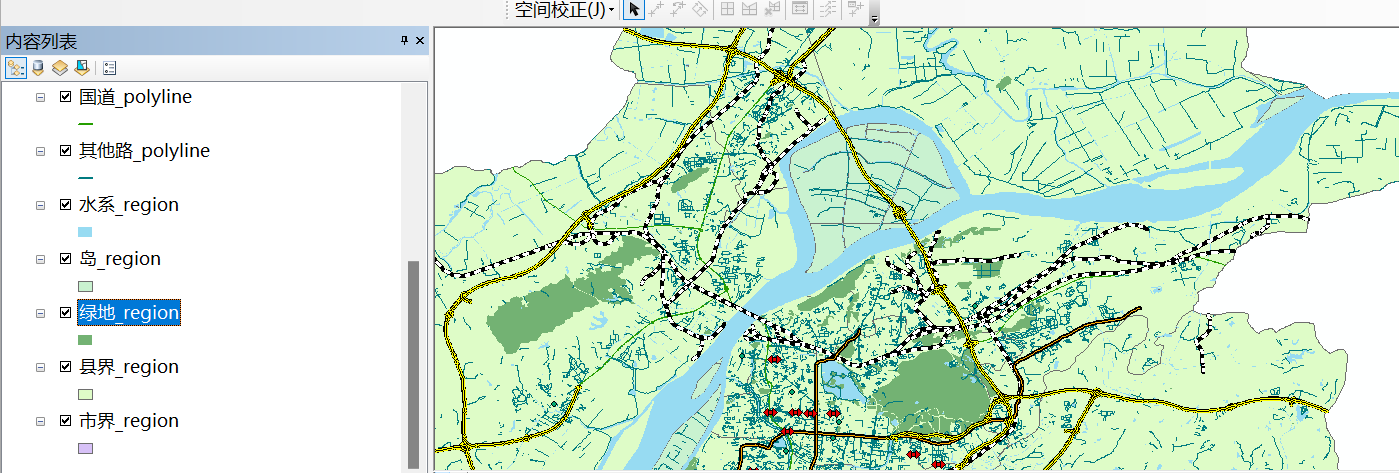 空间校正(J)
内容列表
国道_polyline
其他路_polyline
水系_region
岛_region
绿地_region
县界_region
市界_region